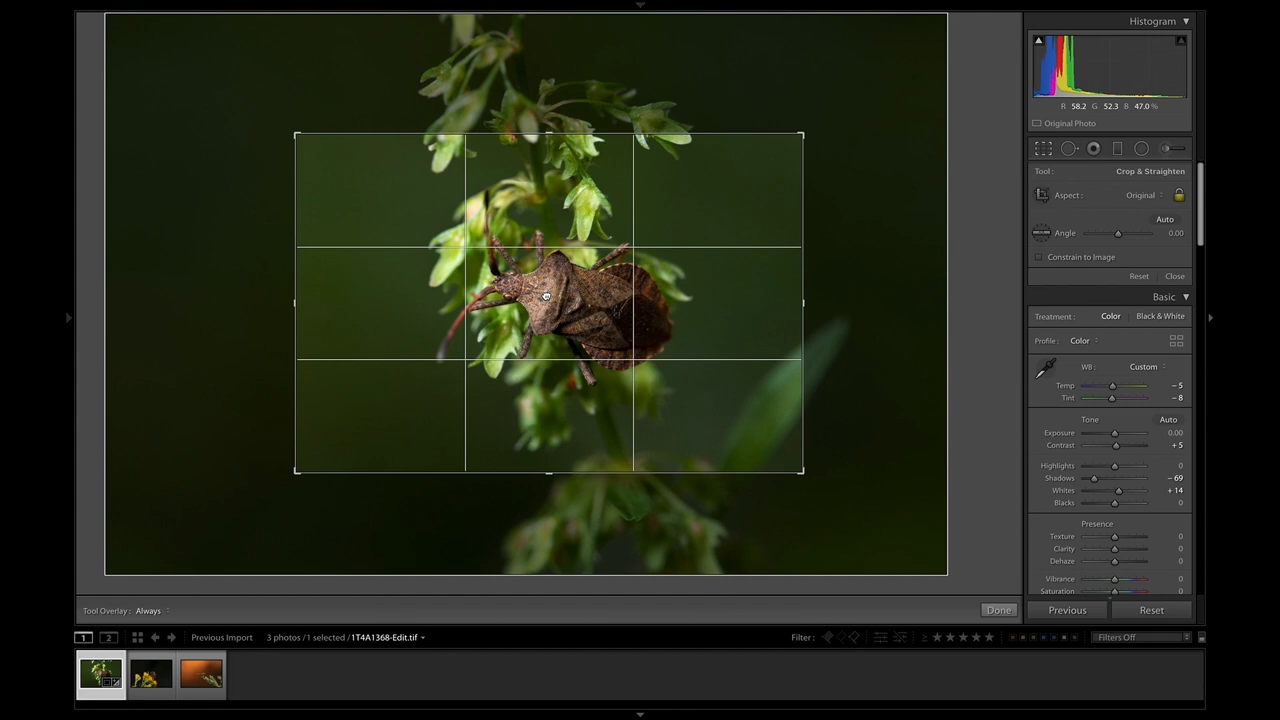 Histogram
R 58.2 G 52.3 B 47.0 %
Original Photo
Tool : Crop & Straighten
Aspect : Original
Auto
Angle 0.00
Constrain to Image
Reset Close
Basic
Treatment : Color Black & White
Profile : Color
WB : Custom
Temp − 5
Tint − 8
Tone Auto
Exposure 0.00
Contrast + 5
Highlights 0
Shadows − 69
Whites + 14
Blacks 0
Presence
Texture 0
Clarity 0
Dehaze 0
Vibrance 0
Saturation 0
Tool Overlay : Always Done
Previous Reset
1 2 Previous Import 3 photos / 1 selected / 1T4A1368-Edit.tif Filter : Filters Off